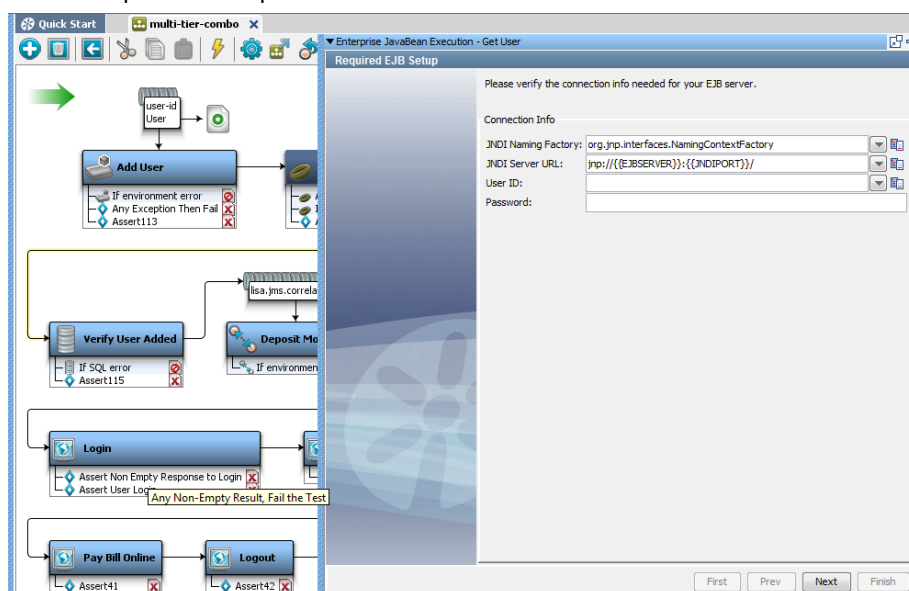 Quick Start
multi-tier-combo
Enterprise JavaBean Execution - Get User
Required EJB Setup
Please verify the connection info needed for your EJB server.
Connection Info
JNDI Naming Factory: org.jnp.interfaces.NamingContextFactory
JNDI Server URL: jnp://{{EJBSERVER}}:{{JNDIPORT}}/
User ID:
Password:
user-id
User
Add User
If environment error
Any Exception Then Fail
Assert113
lisa.jms.correla
Verify User Added
If SQL error
Assert115
Deposit Mo
If environmen
Login
Assert Non Empty Response to Login
Assert User Log
Any Non-Empty Result, Fail the Test
Pay Bill Online
Assert41
Logout
Assert42
First
Prev
Next
Finish